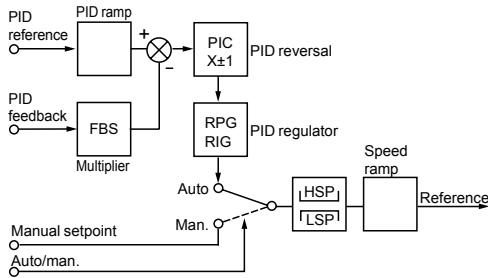 PID
reference
PID ramp
+
−
PIC
X±1
PID reversal
PID
feedback
FBS
Multiplier
RPG
RIG
PID regulator
Auto
Man.
HSP
LSP
Speed
ramp
Reference
Manual setpoint
Auto/man.